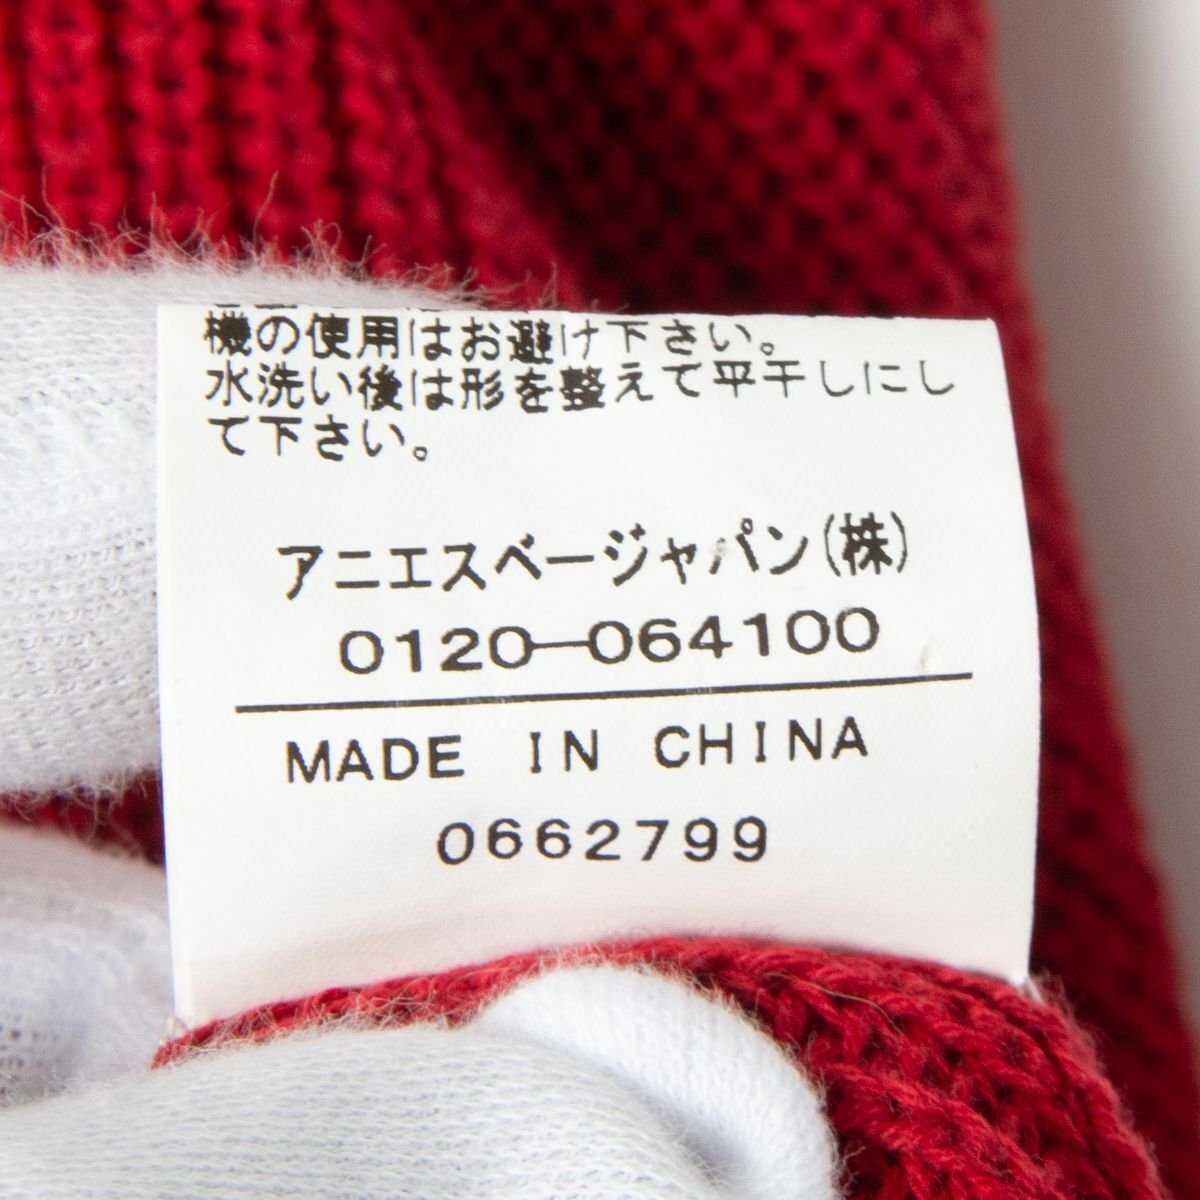 機の使用はお避け下さい。
水洗い後は形を整えて平干しにし
て下さい。
アニエスベージャパン(株)
0120-064100
MADE IN CHINA
0662799